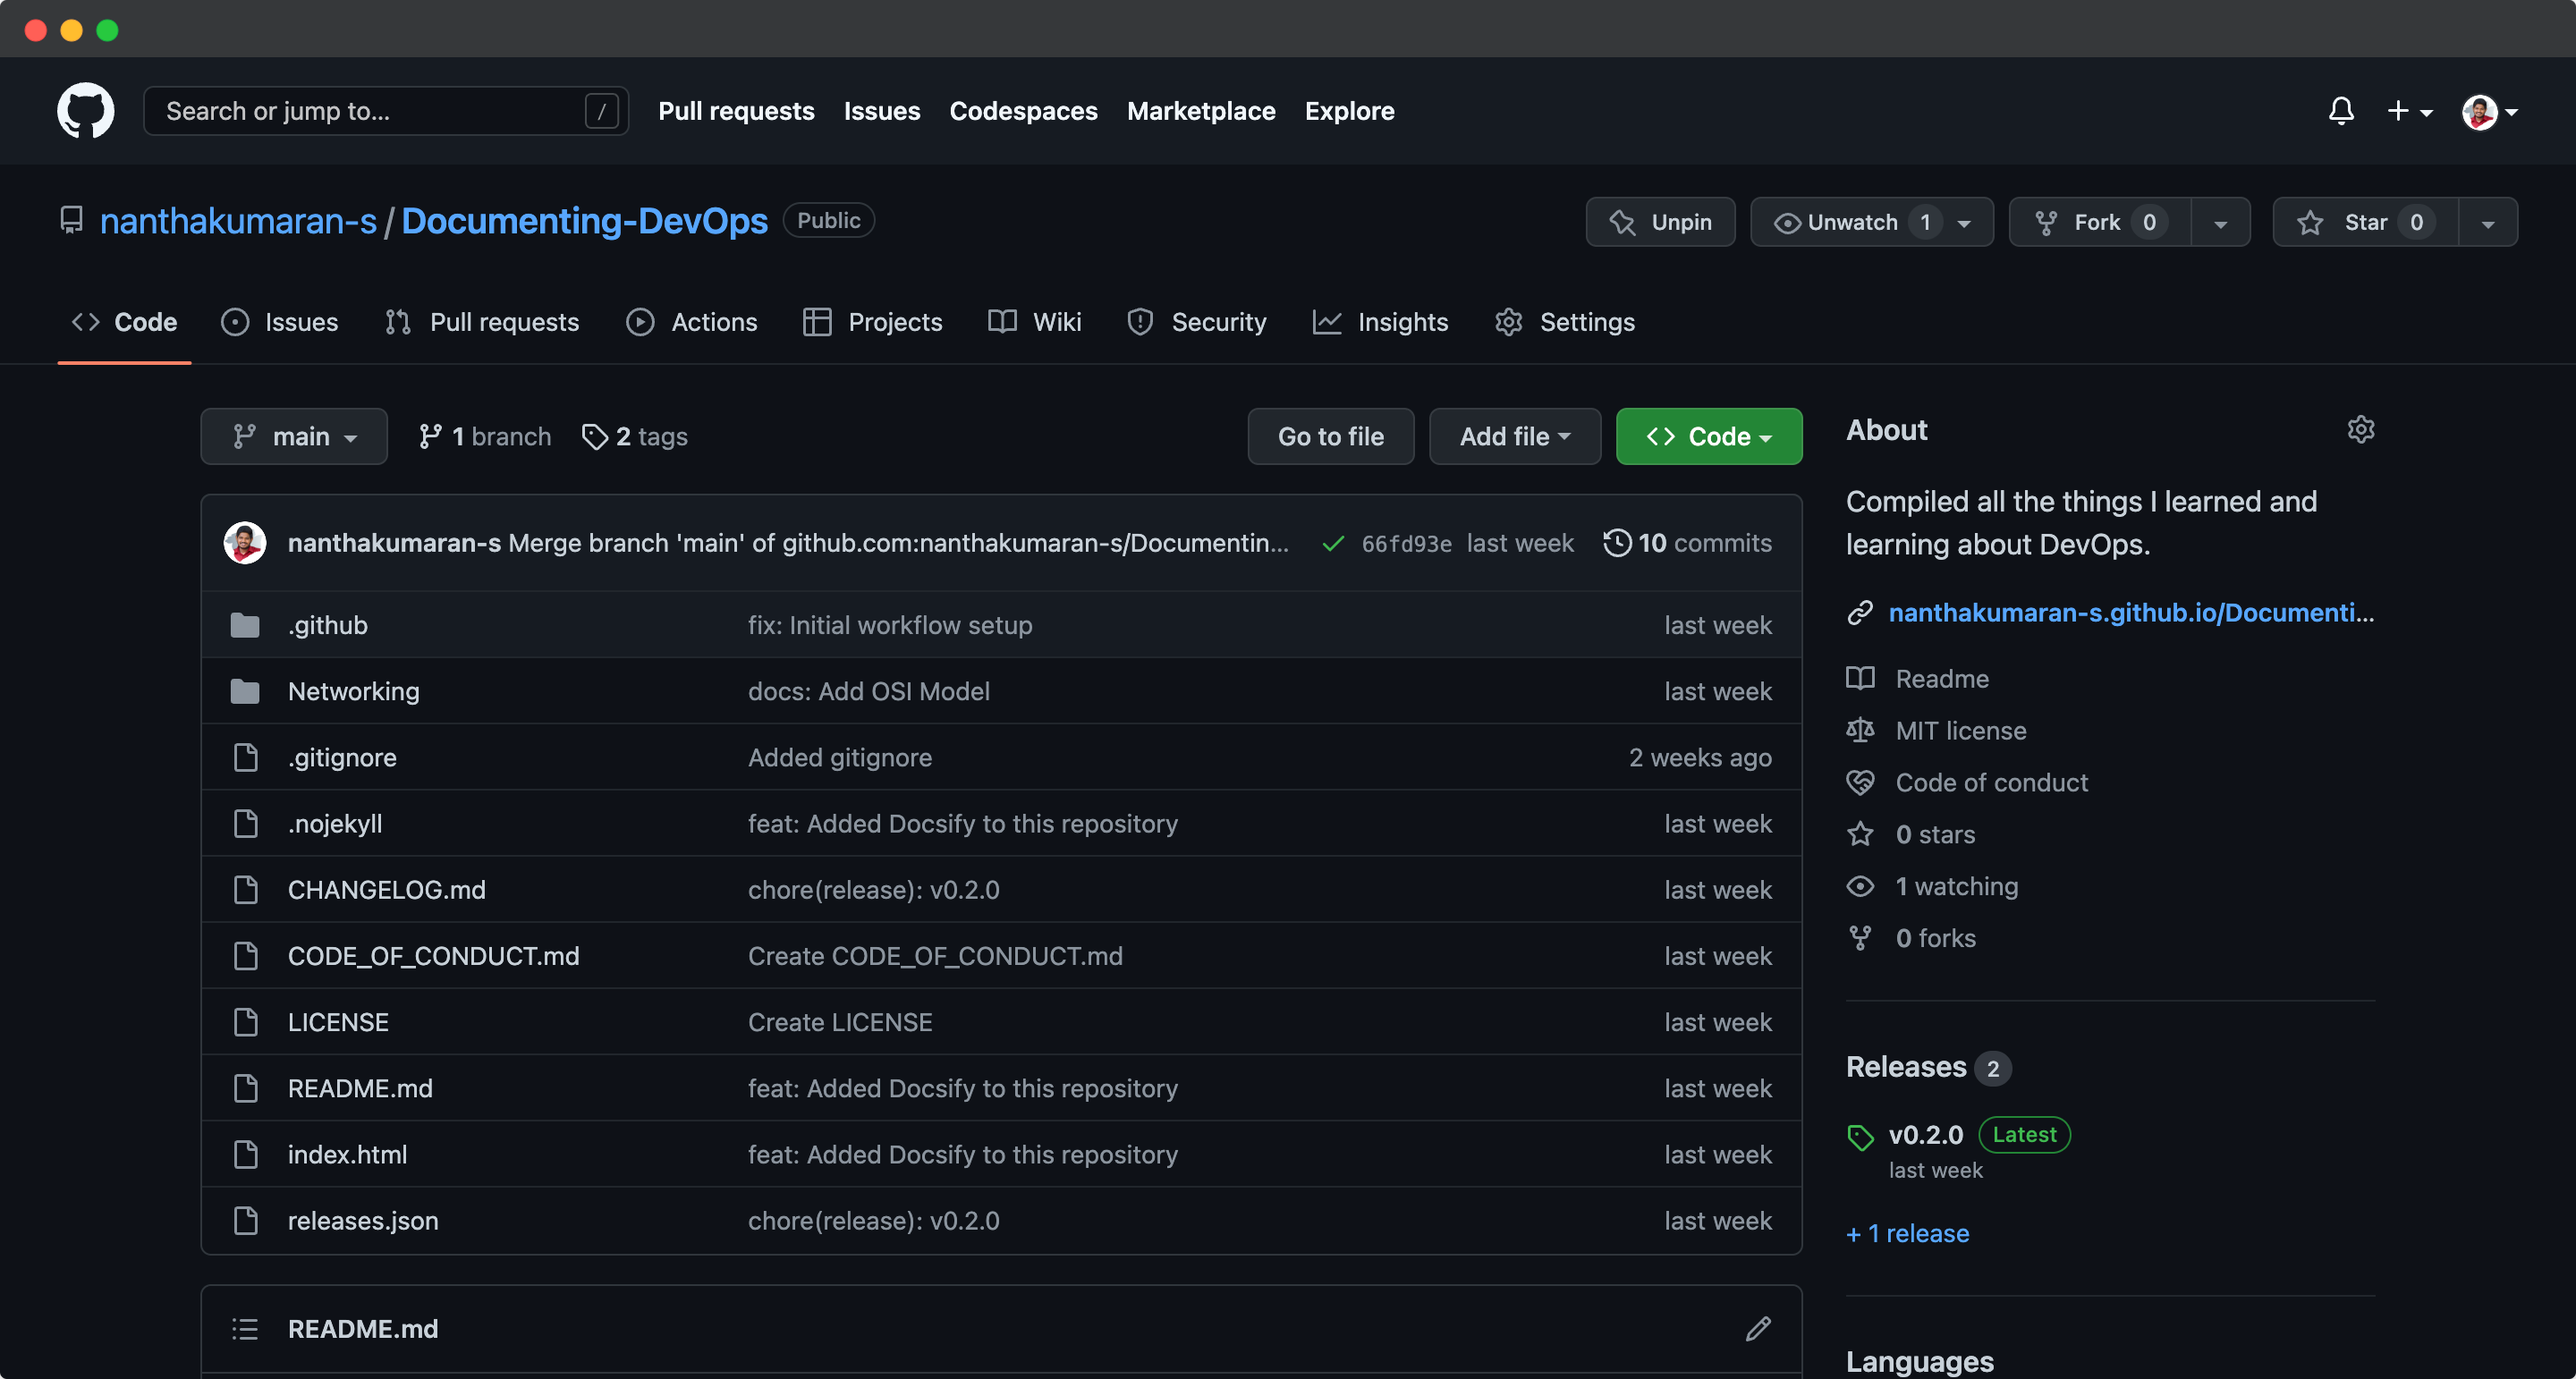 Search or jump to... /
Pull requests Issues Codespaces Marketplace Explore
nanthakumaran-s / Documenting-DevOps Public
Unpin Unwatch 1 Fork 0 Star 0
Code Issues Pull requests Actions Projects Wiki Security Insights Settings
main 1 branch 2 tags
Go to file Add file Code
nanthakumaran-s Merge branch 'main' of github.com:nanthakumaran-s/Documentin... 66fd93e last week 10 commits
.github fix: Initial workflow setup last week
Networking docs: Add OSI Model last week
.gitignore Added gitignore 2 weeks ago
.nojekyll feat: Added Docsify to this repository last week
CHANGELOG.md chore(release): v0.2.0 last week
CODE_OF_CONDUCT.md Create CODE_OF_CONDUCT.md last week
LICENSE Create LICENSE last week
README.md feat: Added Docsify to this repository last week
index.html feat: Added Docsify to this repository last week
releases.json chore(release): v0.2.0 last week
README.md
About
Compiled all the things I learned and
learning about DevOps.
nanthakumaran-s.github.io/Documenti...
Readme
MIT license
Code of conduct
0 stars
1 watching
0 forks
Releases 2
v0.2.0 Latest
last week
+ 1 release
Languages